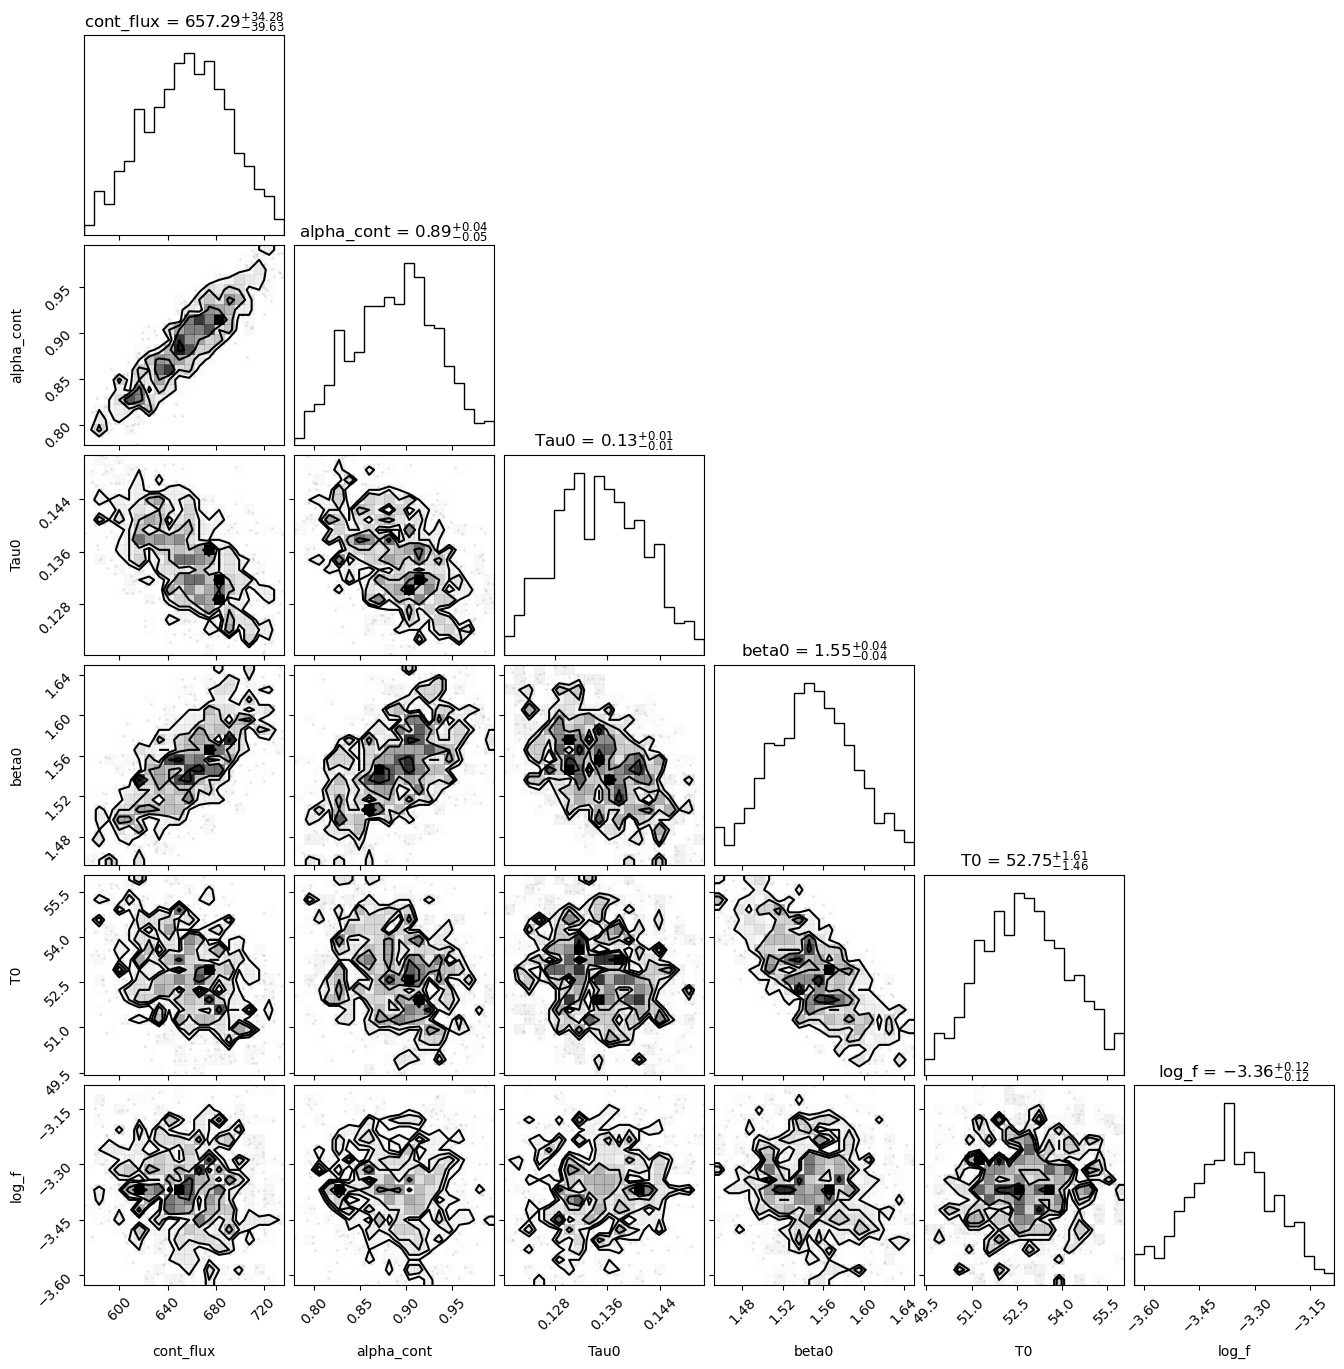 cont_flux = 657.29+34.28−39.63
alpha_cont = 0.89+0.04−0.05
alpha_cont
0.95
0.90
0.85
0.80
Tau0 = 0.13+0.01−0.01
Tau0
0.144
0.136
0.128
beta0 = 1.55+0.04−0.04
beta0
1.64
1.60
1.56
1.52
1.48
T0 = 52.75+1.61−1.46
T0
55.5
54.0
52.5
51.0
49.5
log_f = −3.36+0.12−0.12
log_f
−3.15
−3.30
−3.45
−3.60
600 640 680 720
0.80 0.85 0.90 0.95
0.128 0.136 0.144
1.48 1.52 1.56 1.60 1.64
49.5 51.0 52.5 54.0 55.5
−3.60 −3.45 −3.30 −3.15
cont_flux alpha_cont Tau0 beta0 T0 log_f